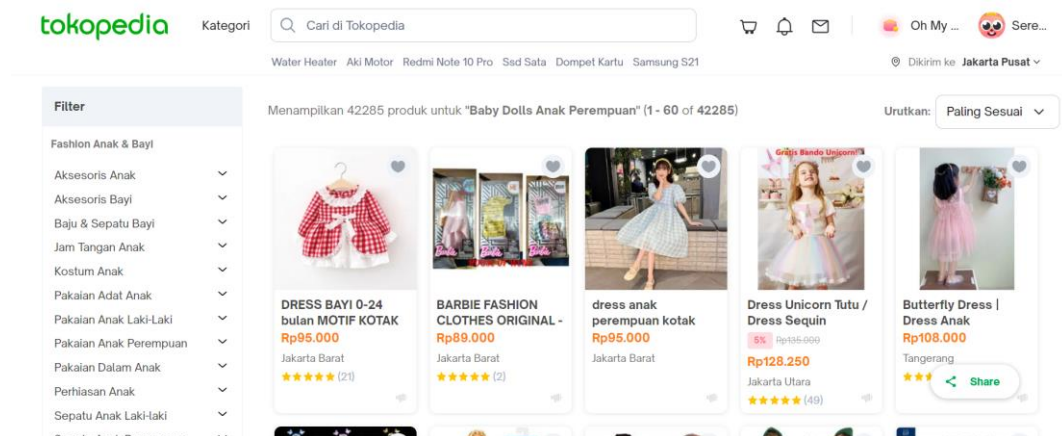 tokopedia
Kategori
Cari di Tokopedia
Oh My ...
Sere...
Water Heater Aki Motor Redmi Note 10 Pro Ssd Sata Dompet Kartu Samsung S21
Dikirim ke Jakarta Pusat
Filter
Menampilkan 42285 produk untuk "Baby Dolls Anak Perempuan" (1 - 60 of 42285)
Urutkan: Paling Sesuai
Fashion Anak & Bayi
Aksesoris Anak
Aksesoris Bayi
Baju & Sepatu Bayi
Jam Tangan Anak
Kostum Anak
Pakaian Adat Anak
Pakaian Anak Laki-Laki
Pakaian Anak Perempuan
Pakaian Dalam Anak
Perhiasan Anak
Sepatu Anak Laki-laki
DRESS BAYI 0-24
bulan MOTIF KOTAK
Rp95.000
Jakarta Barat
(21)
Barbie Barbie Barbie
BARBIE FASHION
CLOTHES ORIGINAL -
Rp89.000
Jakarta Barat
(2)
dress anak
perempuan kotak
Rp95.000
Jakarta Barat
Gratis Bando Unicorn!
Dress Unicorn Tutu /
Dress Sequin
5% Rp135.000
Rp128.250
Jakarta Utara
(49)
Butterfly Dress |
Dress Anak
Rp108.000
Tangerang
Share